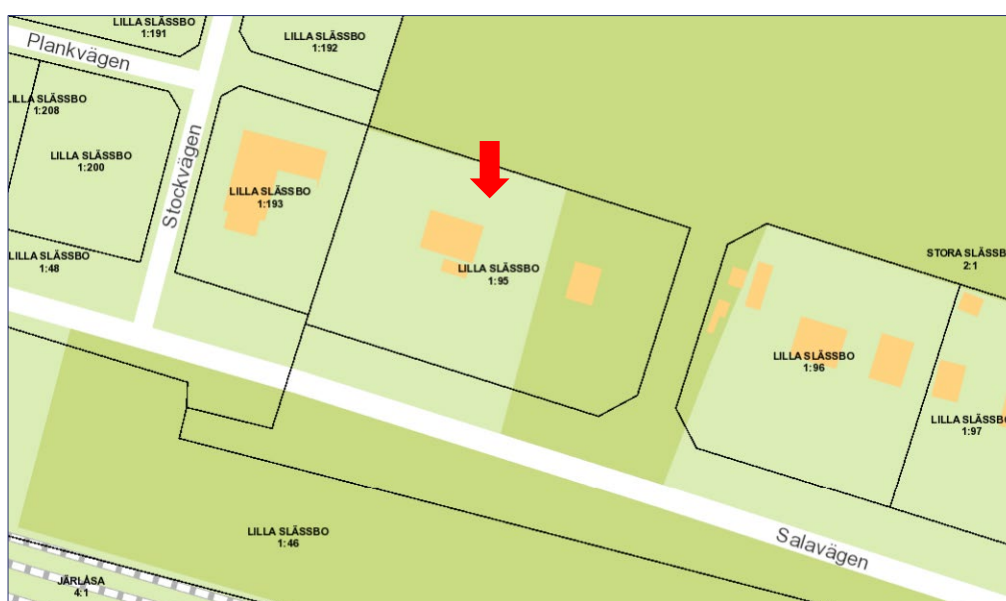 LILLA SLÄSSBO
1:191
LILLA SLÄSSBO
1:192
Plankvägen
LILLA SLÄSSBO
1:208
LILLA SLÄSSBO
1:200
Stockvägen
LILLA SLÄSSBO
1:193
LILLA SLÄSSBO
1:48
LILLA SLÄSSBO
1:95
STORA SLÄSSB
2:1
LILLA SLÄSSBO
1:96
LILLA SLÄSSBO
1:97
LILLA SLÄSSBO
1:46
Salavägen
JÄRLÅSA
4:1